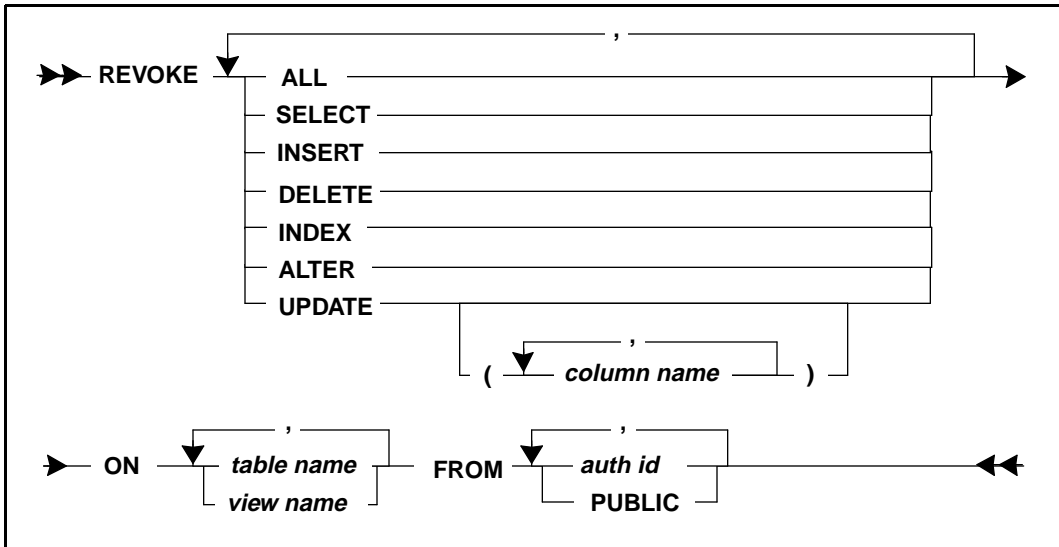 ,
REVOKE ALL
SELECT
INSERT
DELETE
INDEX
ALTER
UPDATE
,
( column name )
, ,
ON table name FROM auth id
view name PUBLIC